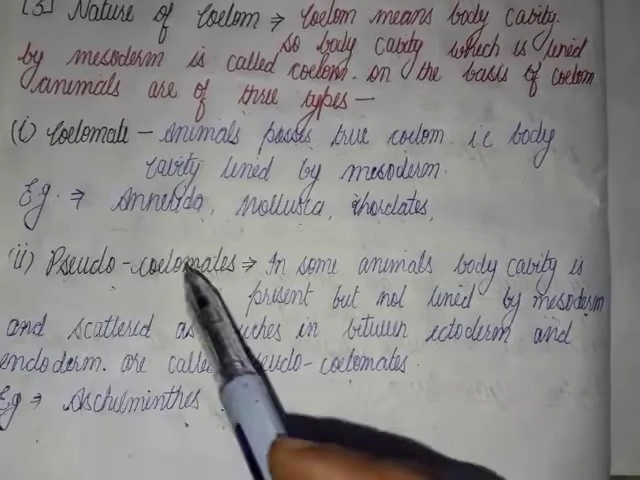 [3] Nature of Coelom ⇒ Coelom means body cavity.
so body cavity which is lined
by mesoderm is called coelom. On the basis of coelom
animals are of three types —
(i) Coelomate - Animals posses true coelom i.e body
cavity lined by mesoderm.
Eg. ⇒ Annelida, Mollusca, Chordates,
(ii) Pseudo-coelomates ⇒ In some animals body cavity is
present but not lined by mesoderm
and scattered as in bituen ectoderm and
endoderm. are Pseudo-coelomates.
Eg ⇒ Aschelminthes